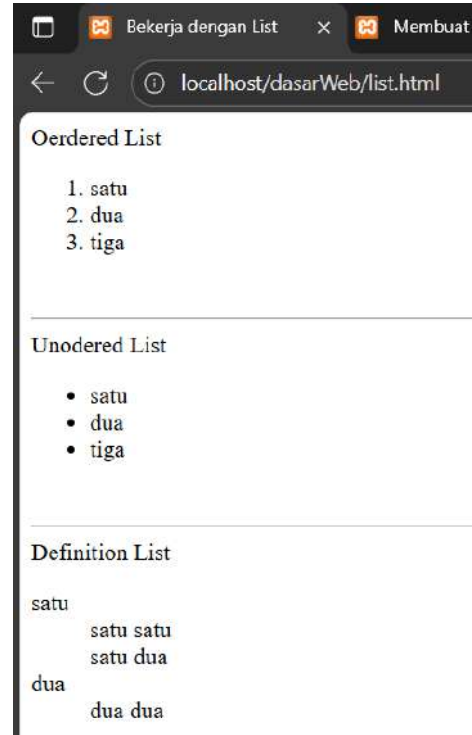 Bekerja dengan List
Membuat
localhost/dasarWeb/list.html
Oerdered List
1. satu
2. dua
3. tiga
Unodered List
• satu
• dua
• tiga
Definition List
satu
satu satu
satu dua
dua
dua dua